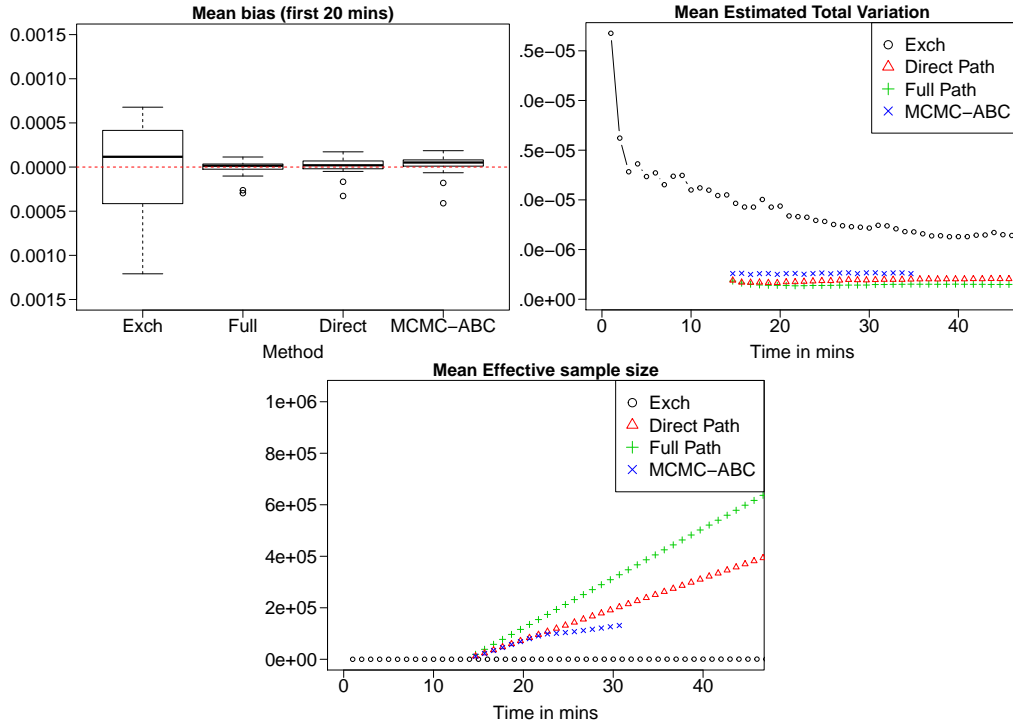 Mean bias (first 20 mins)
0.0015
0.0010
0.0005
0.0000
0.0005
0.0010
0.0015
Exch Full Direct MCMC−ABC
Method
Mean Estimated Total Variation
.5e−05
.0e−05
.5e−05
.0e−05
.0e−06
.0e+00
Exch
Direct Path
Full Path
MCMC−ABC
0 10 20 30 40
Time in mins
Mean Effective sample size
1e+06
8e+05
6e+05
4e+05
2e+05
0e+00
Exch
Direct Path
Full Path
MCMC−ABC
0 10 20 30 40
Time in mins